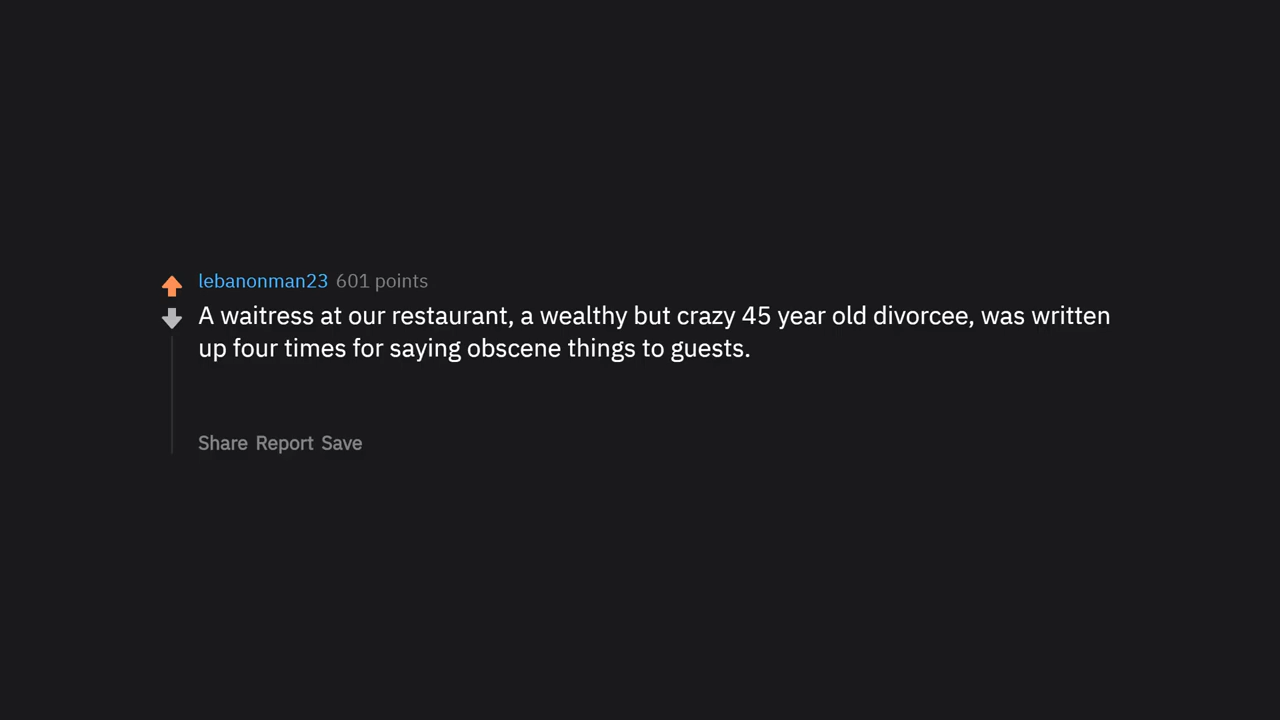 lebanonman23 601 points
A waitress at our restaurant, a wealthy but crazy 45 year old divorcee, was written
up four times for saying obscene things to guests.
Share Report Save